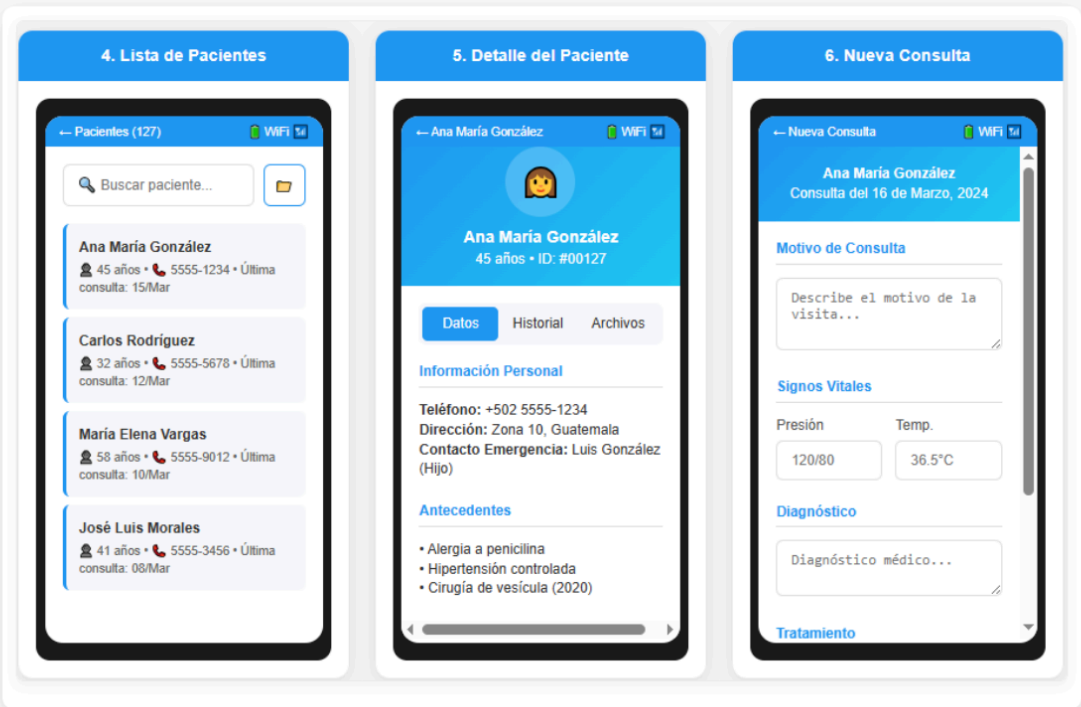 4. Lista de Pacientes
← Pacientes (127) WiFi
Buscar paciente...
Ana María González
45 años • 5555-1234 • Última
consulta: 15/Mar
Carlos Rodríguez
32 años • 5555-5678 • Última
consulta: 12/Mar
María Elena Vargas
58 años • 5555-9012 • Última
consulta: 10/Mar
José Luis Morales
41 años • 5555-3456 • Última
consulta: 08/Mar
5. Detalle del Paciente
← Ana María González WiFi
Ana María González
45 años • ID: #00127
Datos Historial Archivos
Información Personal
Teléfono: +502 5555-1234
Dirección: Zona 10, Guatemala
Contacto Emergencia: Luis González
(Hijo)
Antecedentes
• Alergia a penicilina
• Hipertensión controlada
• Cirugía de vesícula (2020)
6. Nueva Consulta
← Nueva Consulta WiFi
Ana María González
Consulta del 16 de Marzo, 2024
Motivo de Consulta
Describe el motivo de la
visita...
Signos Vitales
Presión Temp.
120/80 36.5°C
Diagnóstico
Diagnóstico médico...
Tratamiento